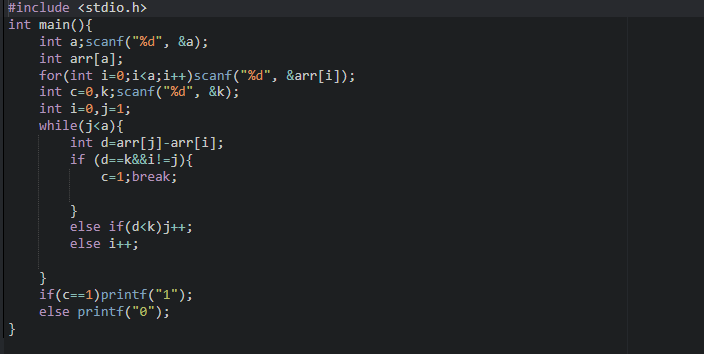 #include <stdio.h>
int main(){
    int a;scanf("%d", &a);
    int arr[a];
    for(int i=0;i<a;i++)scanf("%d", &arr[i]);
    int c=0,k;scanf("%d", &k);
    int i=0,j=1;
    while(j<a){
        int d=arr[j]-arr[i];
        if (d==k&&i!=j){
            c=1;break;
        }
        else if(d<k)j++;
        else i++;
    }
    if(c==1)printf("1");
    else printf("0");
}